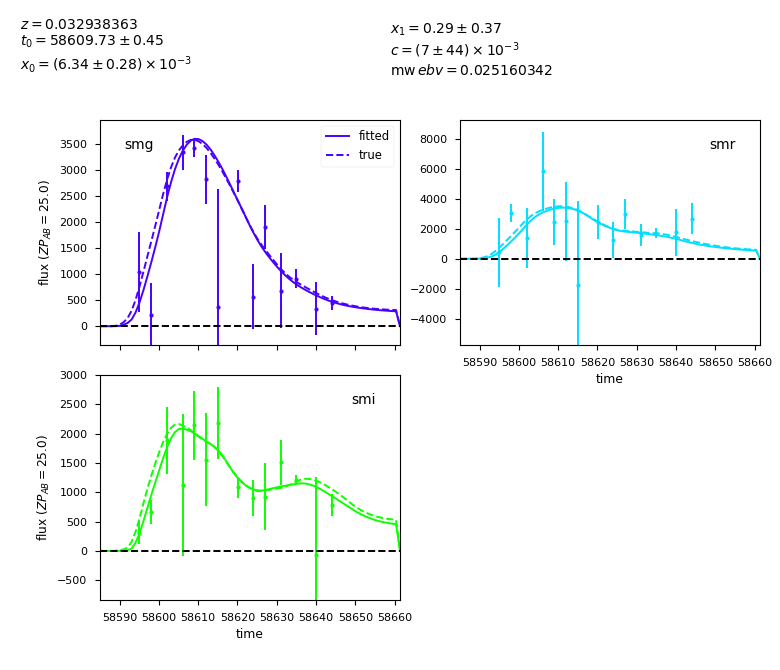 z = 0.032938363
t₀ = 58609.73 ± 0.45
x₀ = (6.34 ± 0.28) × 10⁻³
x₁ = 0.29 ± 0.37
c = (7 ± 44) × 10⁻³
mw ebv = 0.025160342
smg
fitted
true
3500
3000
2500
2000
1500
1000
500
0
flux (ZP_AB = 25.0)
smr
8000
6000
4000
2000
0
−2000
−4000
58590 58600 58610 58620 58630 58640 58650 58660
time
smi
3000
2500
2000
1500
1000
500
0
−500
flux (ZP_AB = 25.0)
58590 58600 58610 58620 58630 58640 58650 58660
time